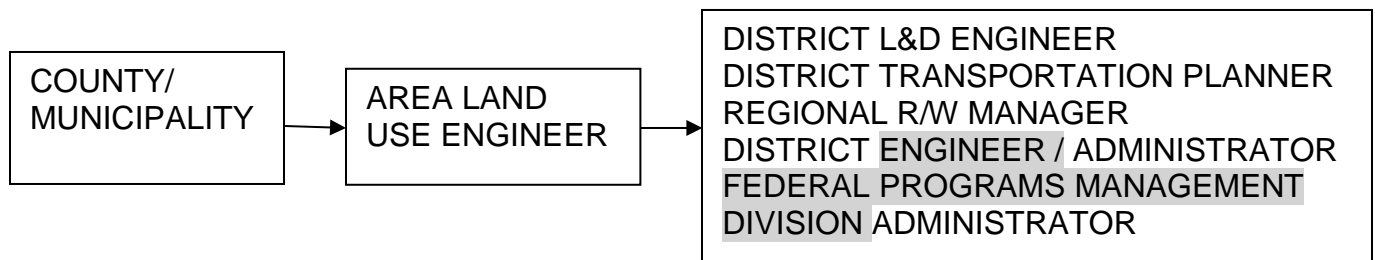 COUNTY/
MUNICIPALITY
AREA LAND
USE ENGINEER
DISTRICT L&D ENGINEER
DISTRICT TRANSPORTATION PLANNER
REGIONAL R/W MANAGER
DISTRICT ENGINEER / ADMINISTRATOR
FEDERAL PROGRAMS MANAGEMENT
DIVISION ADMINISTRATOR